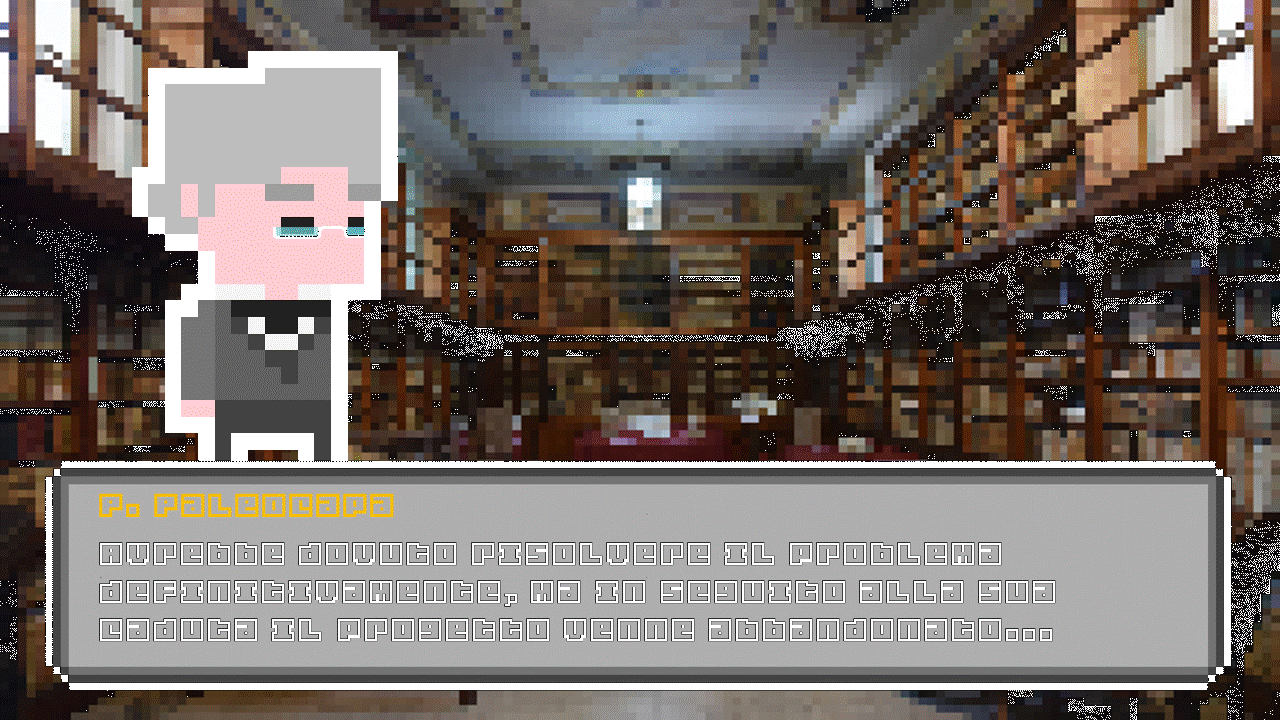 P. Paleocapa
Avrebbe dovuto risolvere il problema
definitivamente, ma in seguito alla sua
caduta il progetto venne abbandonato...